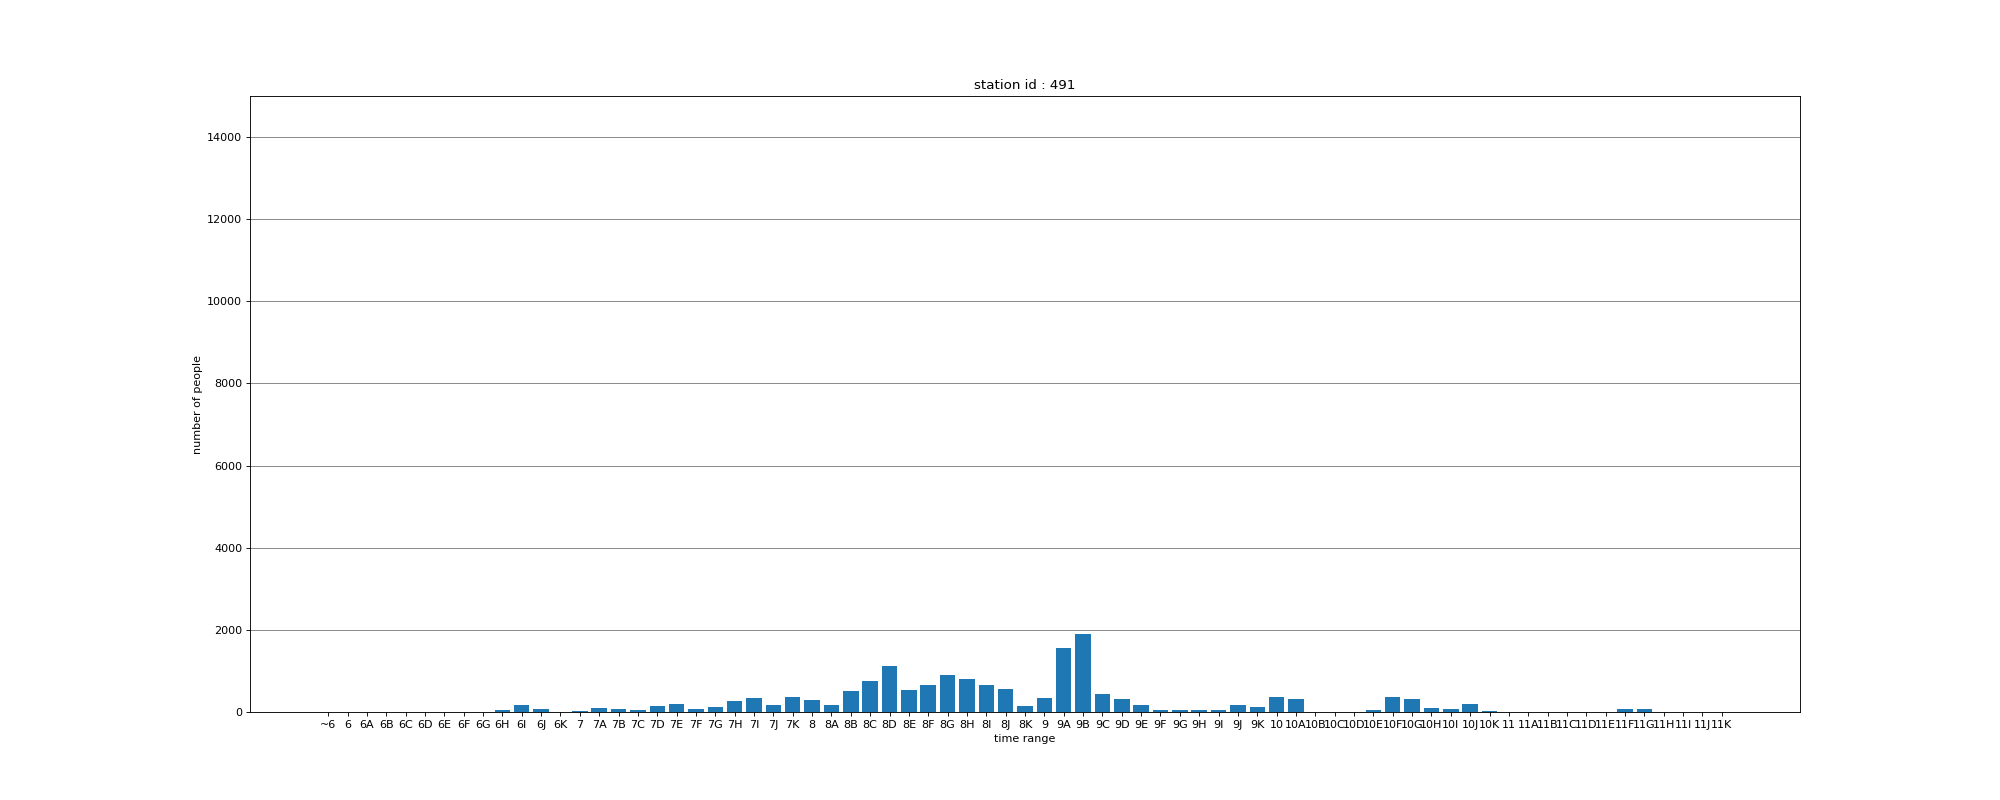 station id : 491
14000
12000
10000
8000
6000
4000
2000
0
number of people
~6 6 6A 6B 6C 6D 6E 6F 6G 6H 6I 6J 6K 7 7A 7B 7C 7D 7E 7F 7G 7H 7I 7J 7K 8 8A 8B 8C 8D 8E 8F 8G 8H 8I 8J 8K 9 9A 9B 9C 9D 9E 9F 9G 9H 9I 9J 9K 10 10A 10B 10C 10D 10E 10F 10G 10H 10I 10J 10K 11 11A 11B 11C 11D 11E 11F 11G 11H 11I 11J 11K
time range